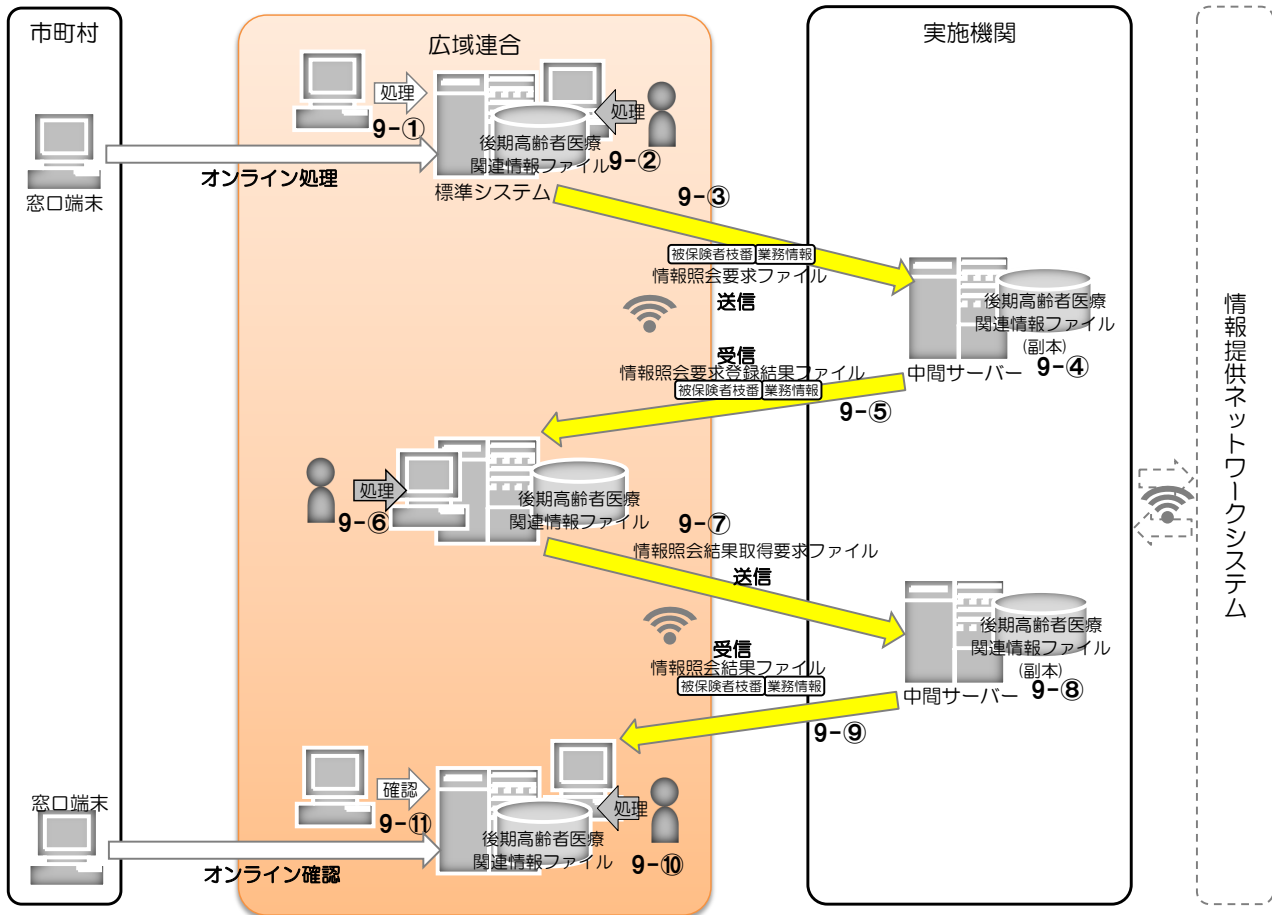 市町村
広域連合
実施機関
処理
9-①
処理
後期高齢者医療
関連情報ファイル
9-②
標準システム
窓口端末
オンライン処理
9-③
被保険者枝番 業務情報
情報照会要求ファイル
送信
後期高齢者医療
関連情報ファイル
(副本)
中間サーバー
9-④
受信
情報照会要求登録結果ファイル
被保険者枝番 業務情報
9-⑤
処理
9-⑥
後期高齢者医療
関連情報ファイル
9-⑦
情報照会結果取得要求ファイル
送信
後期高齢者医療
関連情報ファイル
(副本)
中間サーバー
9-⑧
受信
情報照会結果ファイル
被保険者枝番 業務情報
9-⑨
確認
9-⑪
処理
後期高齢者医療
関連情報ファイル
9-⑩
窓口端末
オンライン確認
情報提供ネットワークシステム